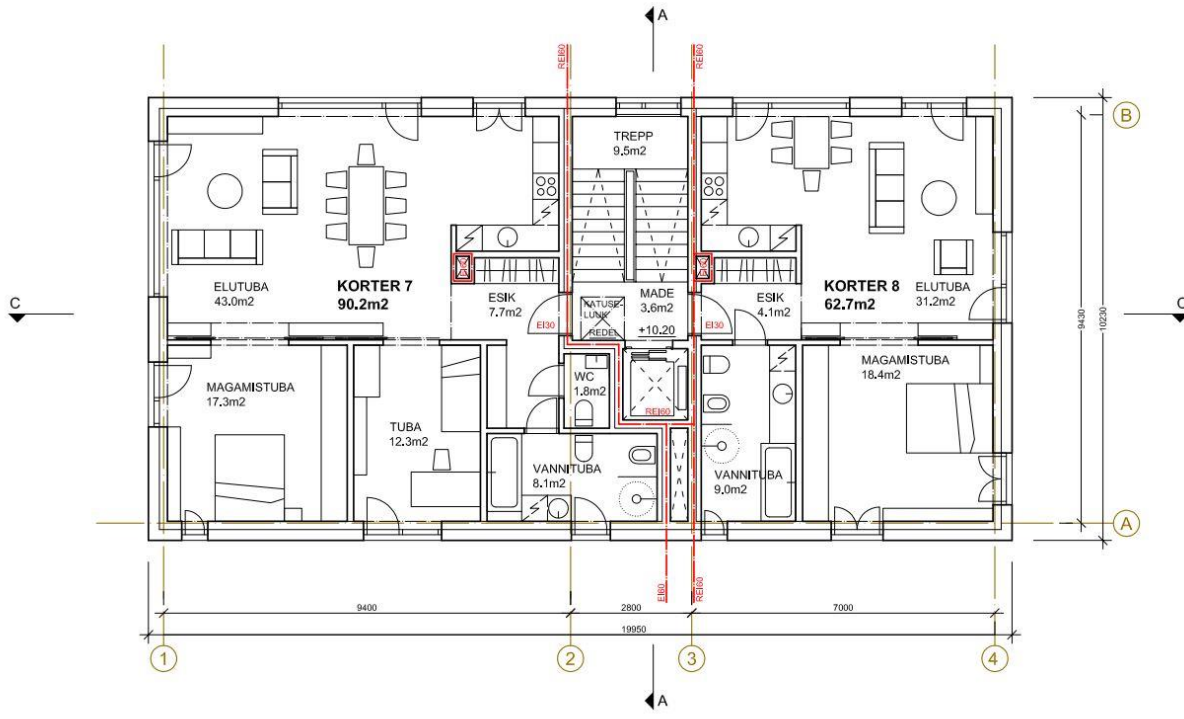 A
REI60
REI60
B
TREPP
9.5m2
C
C
ELUTUBA
43.0m2
KORTER 7
90.2m2
ESIK
7.7m2
EI30
KATUSE-
LUUK
REDEL
MADE
3.6m2
+10.20
EI30
ESIK
4.1m2
KORTER 8
62.7m2
ELUTUBA
31.2m2
9430
10230
MAGAMISTUBA
17.3m2
TUBA
12.3m2
WC
1.8m2
REI60
MAGAMISTUBA
18.4m2
VANNITUBA
8.1m2
VANNITUBA
9.0m2
A
EI60
REI60
9400
2800
7000
19950
1
2
3
4
A